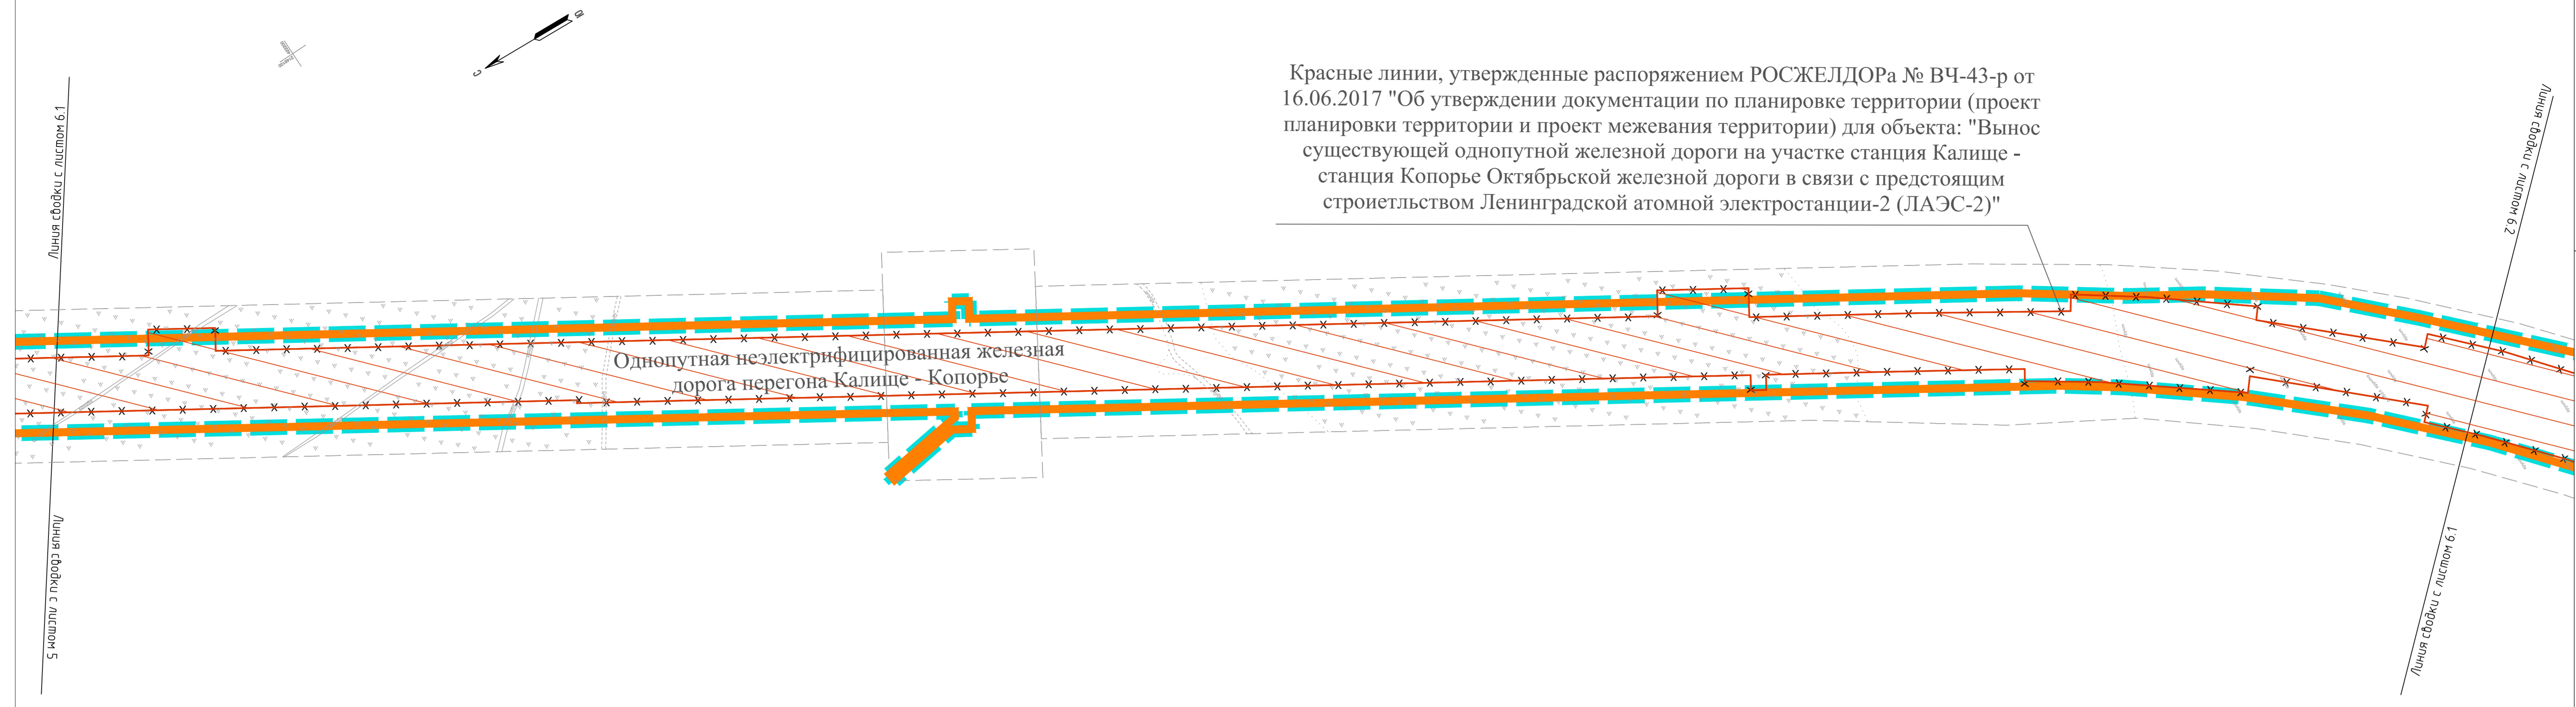 Ю
С
Линия сводки с листом 6.1
Линия сводки с листом 5
Красные линии, утвержденные распоряжением РОСЖЕЛДОРа № ВЧ-43-р от
16.06.2017 "Об утверждении документации по планировке территории (проект
планировки территории и проект межевания территории) для объекта: "Вынос
существующей однопутной железной дороги на участке станция Калище -
станция Копорье Октябрьской железной дороги в связи с предстоящим
строиетльством Ленинградской атомной электростанции-2 (ЛАЭС-2)"
Однопутная неэлектрифицированная железная
дорога перегона Калище - Копорье
Линия сводки с листом 6.2
Линия сводки с листом 6.1